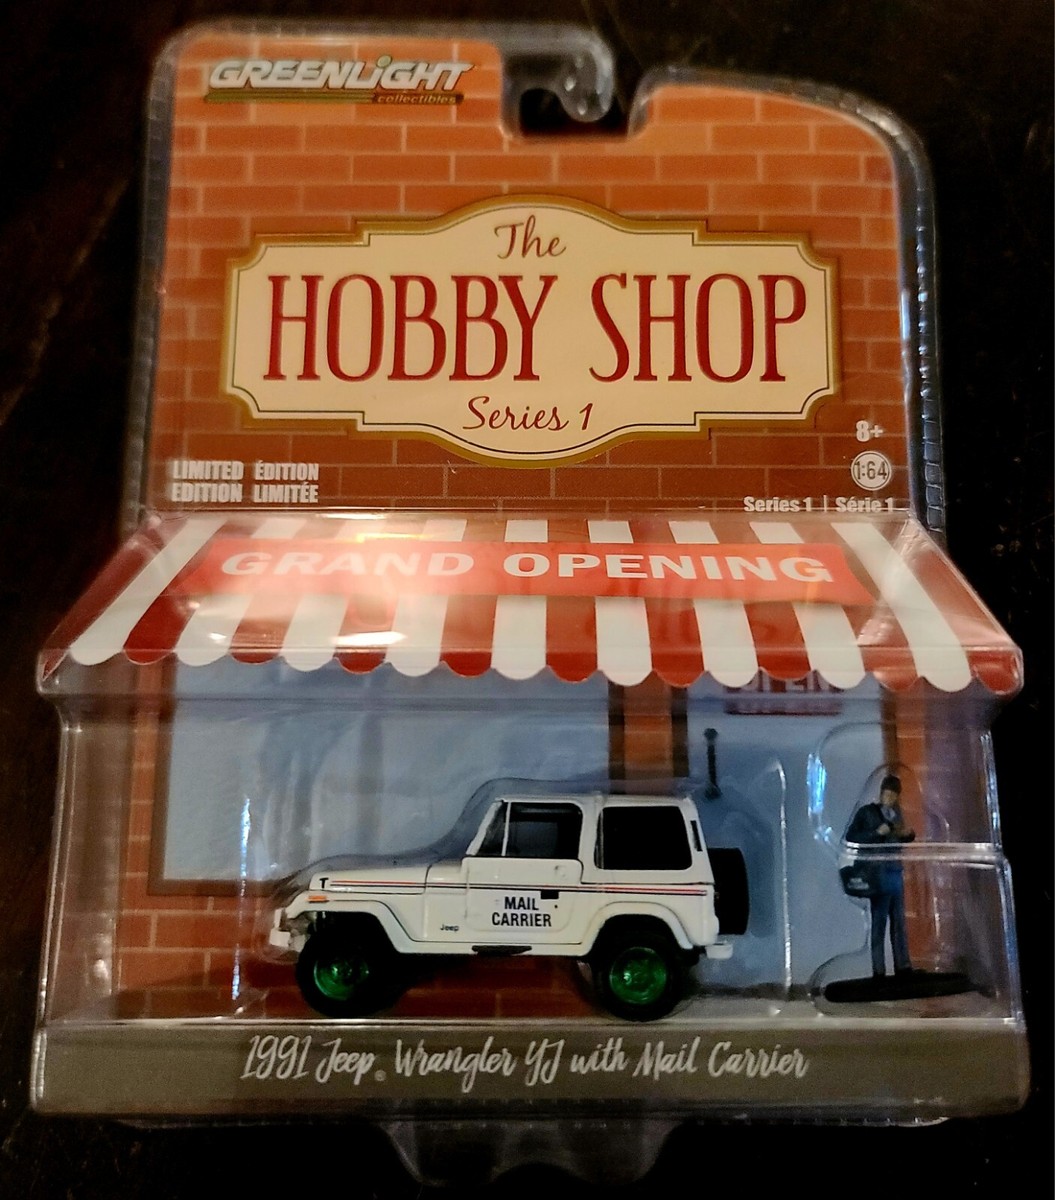 GREENLiGHT
collectibles
The
HOBBY SHOP
Series 1
8+
LIMITED ÉDITION
EDITION LIMITÉE
1:64
Series 1 | Série 1
GRAND OPENING
OPEN
T
MAIL
CARRIER
Jeep
1991 Jeep® Wrangler YJ with Mail Carrier